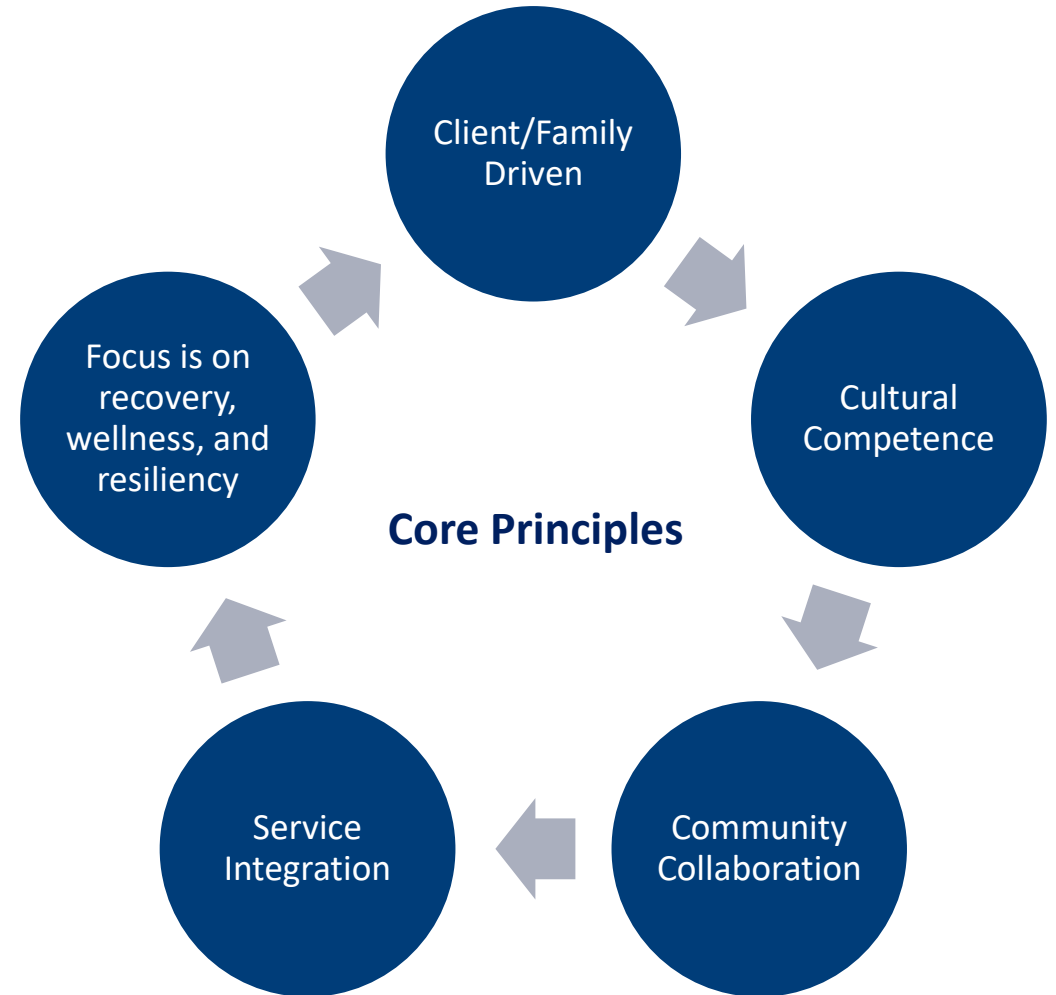 Client/Family
Driven
Cultural
Competence
Community
Collaboration
Service
Integration
Focus is on
recovery,
wellness, and
resiliency
Core Principles